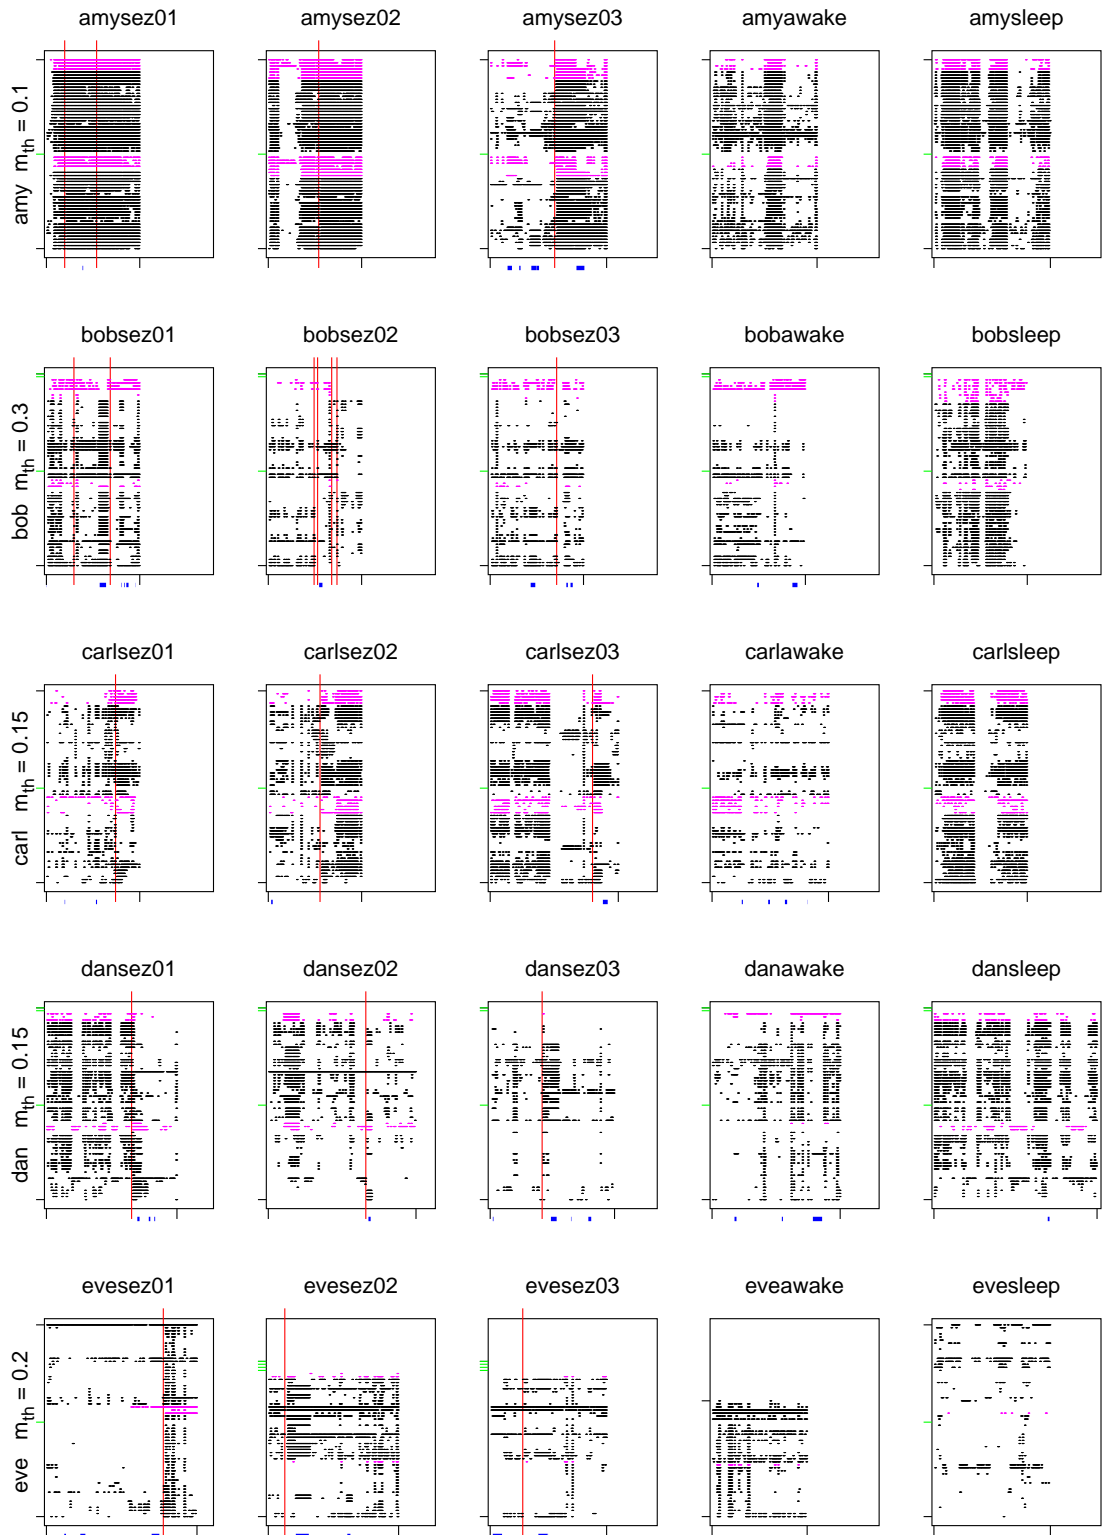 amysez01 amysez02 amysez03 amyawake amysleep
amy m_th = 0.1
bobsez01 bobsez02 bobsez03 bobawake bobsleep
bob m_th = 0.3
carlsez01 carlsez02 carlsez03 carlawake carlsleep
carl m_th = 0.15
dansez01 dansez02 dansez03 danawake dansleep
dan m_th = 0.15
evesez01 evesez02 evesez03 eveawake evesleep
eve m_th = 0.2